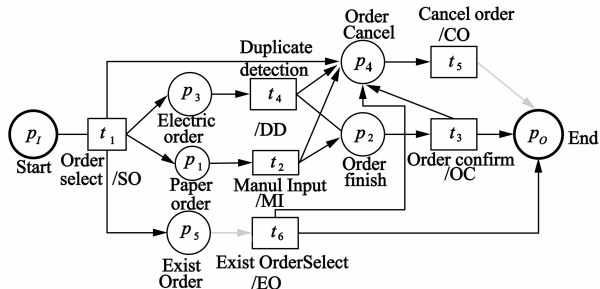 Cancel order
/CO
Order
Cancel
Duplicate
detection
p4
t5
p3
t4
Electric
order
/DD
pI
Start
t1
Order
select
/SO
p1
Paper
order
t2
Manul Input
/MI
p2
Order
finish
t3
Order confirm
/OC
pO
End
p5
Exist
Order
t6
Exist OrderSelect
/EO